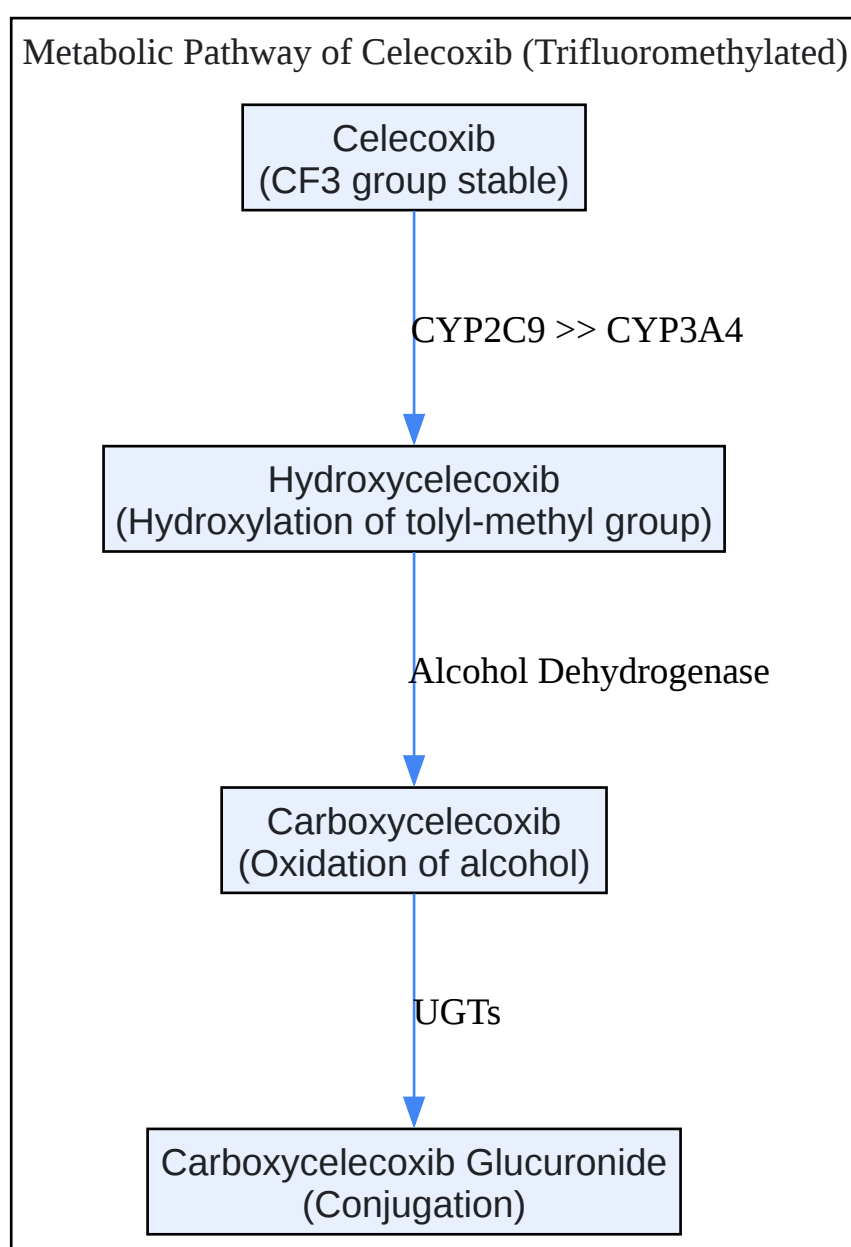 Metabolic Pathway of Celecoxib (Trifluoromethylated)
Celecoxib
(CF3 group stable)
CYP2C9 >> CYP3A4
Hydroxycelecoxib
(Hydroxylation of tolyl-methyl group)
Alcohol Dehydrogenase
Carboxycelecoxib
(Oxidation of alcohol)
UGTs
Carboxycelecoxib Glucuronide
(Conjugation)